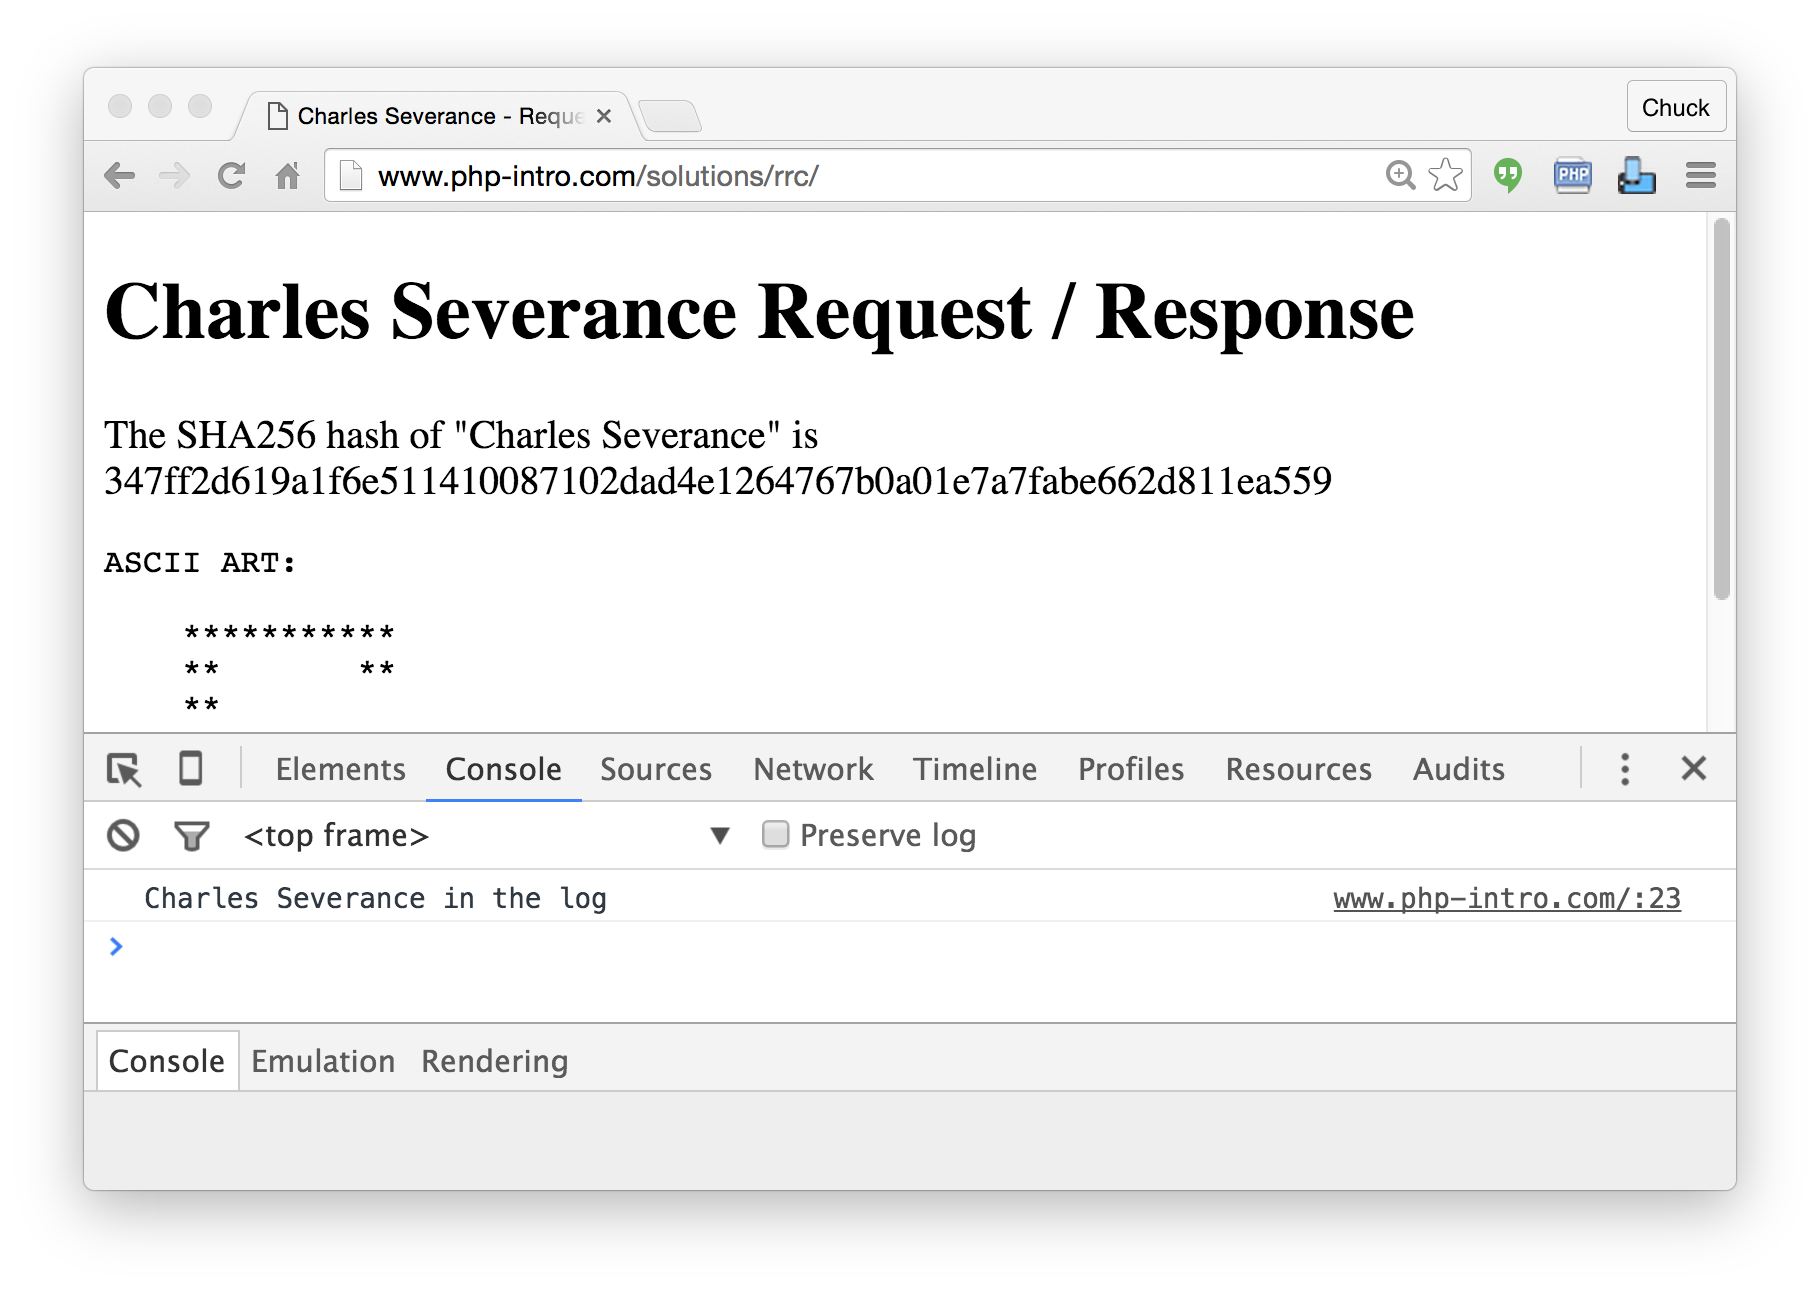 Charles Severance - Reque
Chuck
www.php-intro.com/solutions/rrc/
PHP
Charles Severance Request / Response
The SHA256 hash of "Charles Severance" is
347ff2d619a1f6e511410087102dad4e1264767b0a01e7a7fabe662d811ea559
ASCII ART:
***********
** **
**
Elements Console Sources Network Timeline Profiles Resources Audits
<top frame> Preserve log
Charles Severance in the log www.php-intro.com/:23
Console Emulation Rendering